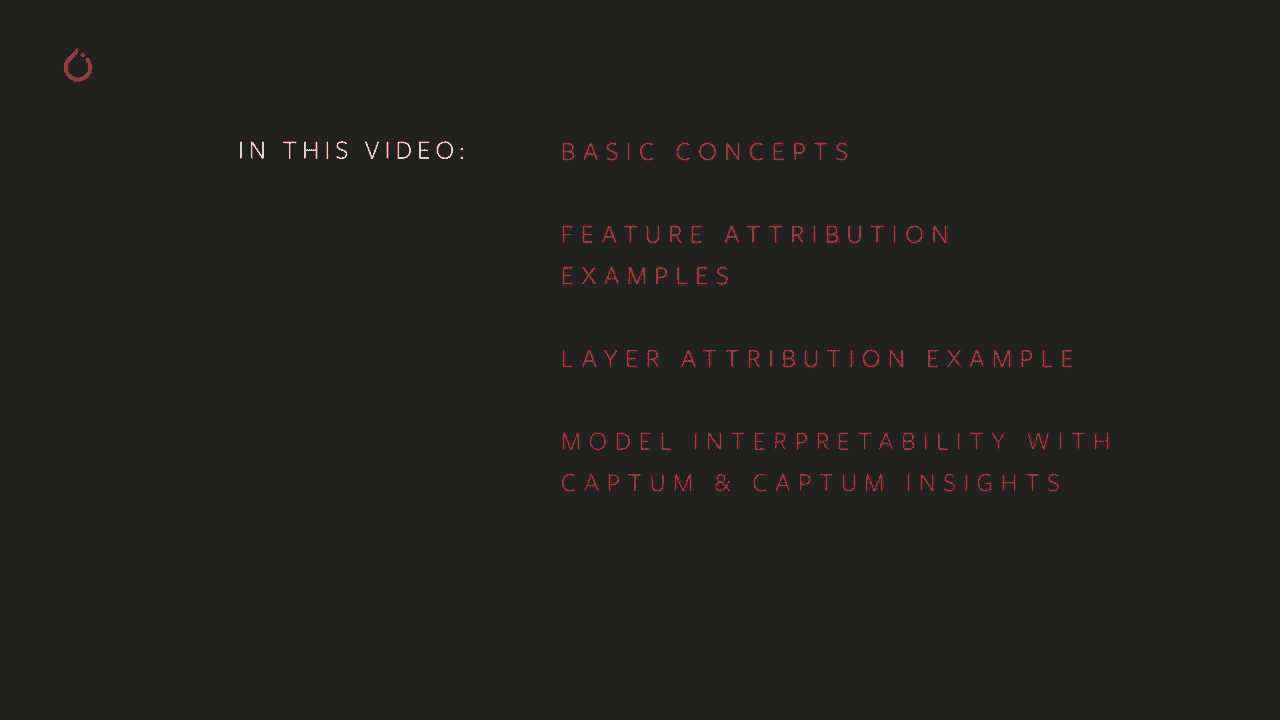 IN THIS VIDEO:
BASIC CONCEPTS
FEATURE ATTRIBUTION
EXAMPLES
LAYER ATTRIBUTION EXAMPLE
MODEL INTERPRETABILITY WITH
CAPTUM & CAPTUM INSIGHTS